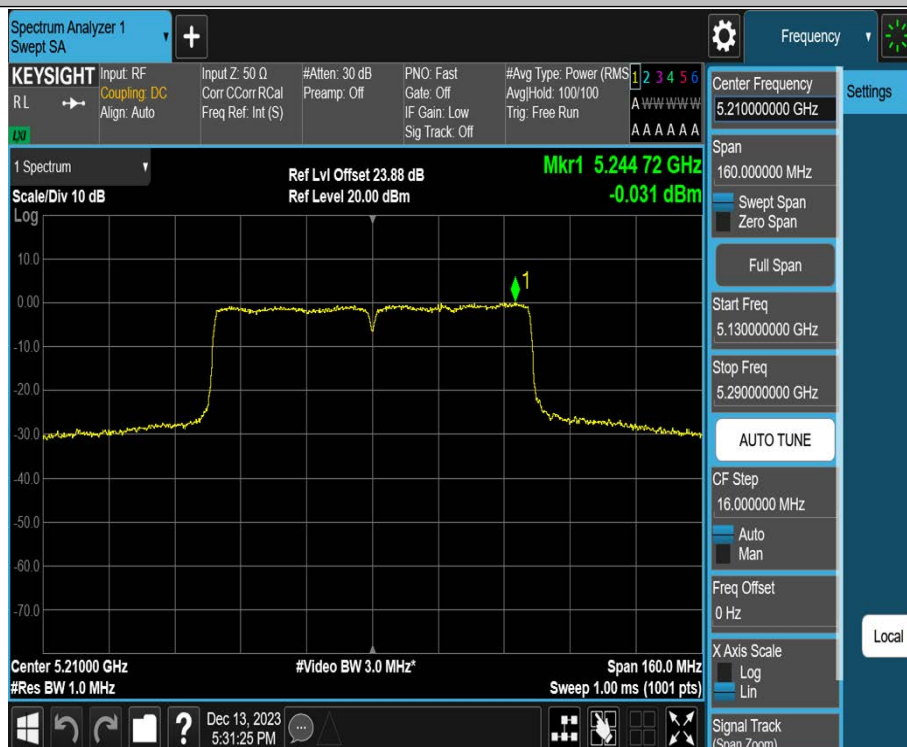 Spectrum Analyzer 1
Swept SA
+
Frequency
KEYSIGHT
RL
LXI
Input: RF
Coupling: DC
Align: Auto
Input Z: 50 Ω
Corr CCorr RCal
Freq Ref: Int (S)
#Atten: 30 dB
Preamp: Off
PNO: Fast
Gate: Off
IF Gain: Low
Sig Track: Off
#Avg Type: Power (RMS
Avg|Hold: 100/100
Trig: Free Run
1 2 3 4 5 6
A W W W W W
A A A A A A
Center Frequency
5.210000000 GHz
Settings
Span
160.000000 MHz
Swept Span
Zero Span
Full Span
Start Freq
5.130000000 GHz
Stop Freq
5.290000000 GHz
AUTO TUNE
CF Step
16.000000 MHz
Auto
Man
Freq Offset
0 Hz
X Axis Scale
Log
Lin
Local
Signal Track
(Span Zoom)
1 Spectrum
Scale/Div 10 dB
Log
Ref Lvl Offset 23.88 dB
Ref Level 20.00 dBm
Mkr1 5.244 72 GHz
-0.031 dBm
1
10.0
0.00
-10.0
-20.0
-30.0
-40.0
-50.0
-60.0
-70.0
Center 5.21000 GHz
#Res BW 1.0 MHz
#Video BW 3.0 MHz*
Span 160.0 MHz
Sweep 1.00 ms (1001 pts)
?
Dec 13, 2023
5:31:25 PM